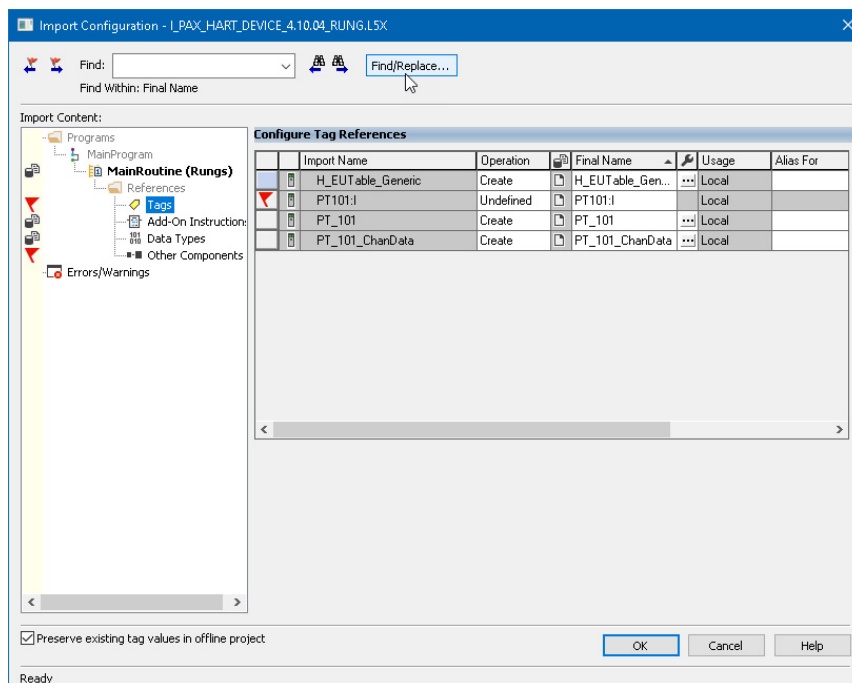 Import Configuration - I_PAX_HART_DEVICE_4.10.04_RUNG.L5X
Find:
Find/Replace...
Find Within: Final Name
Import Content:
Programs
MainProgram
MainRoutine (Rungs)
References
Tags
Add-On Instruction
Data Types
Other Components
Errors/Warnings
Configure Tag References
Import Name Operation Final Name Usage Alias For
H_EUTable_Generic Create H_EUTable_Gen... ... Local
PT101:I Undefined PT101:I Local
PT_101 Create PT_101 ... Local
PT_101_ChanData Create PT_101_ChanData ... Local
Preserve existing tag values in offline project
OK Cancel Help
Ready